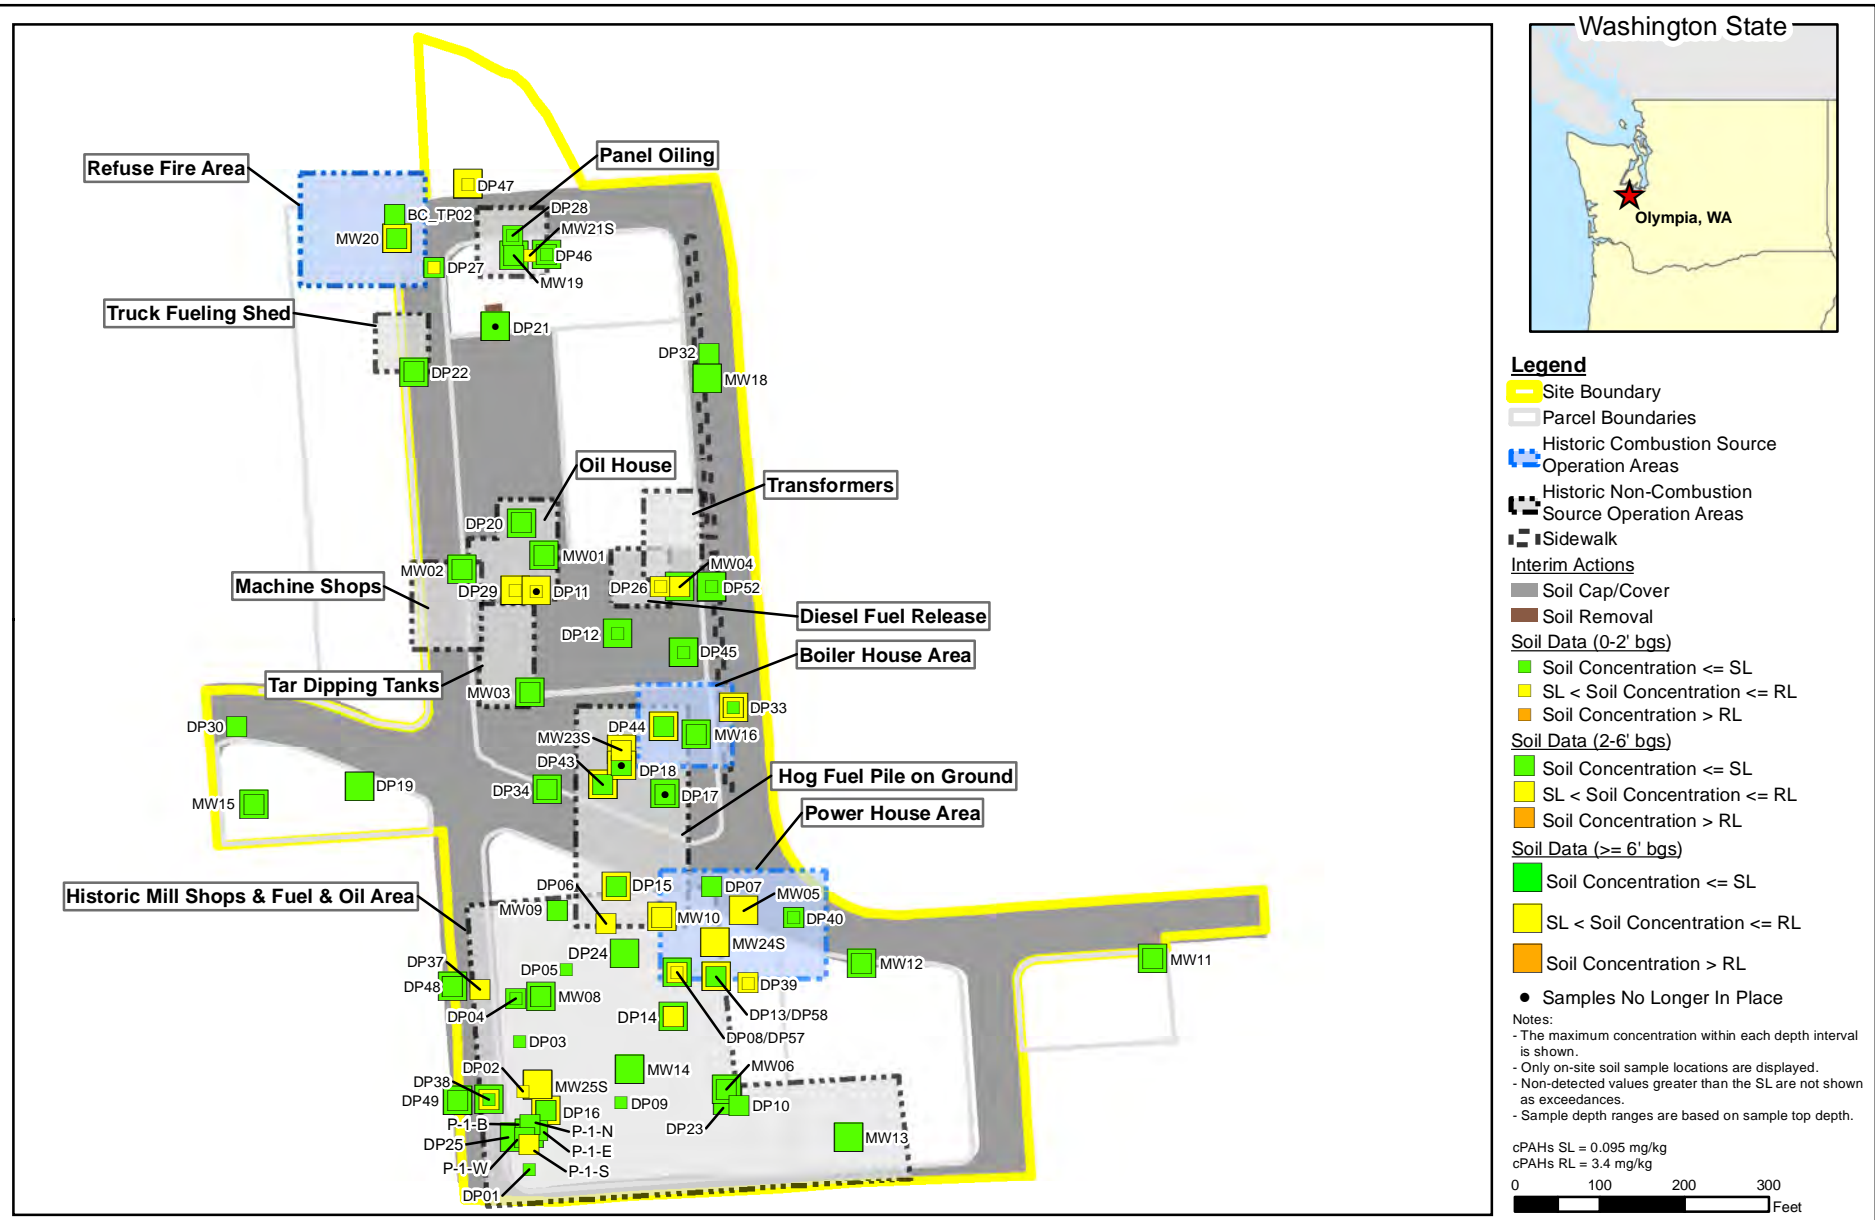 Washington State
Olympia, WA
Refuse Fire Area
Panel Oiling
DP47
DP28
BC_TP02
MW21S
MW20
DP46
DP27
MW19
Truck Fueling Shed
DP21
DP32
DP22
MW18
Oil House
Transformers
DP20
MW01
MW02
MW04
Machine Shops
DP29
DP11
DP26
DP52
Diesel Fuel Release
DP12
DP45
Boiler House Area
Tar Dipping Tanks
MW03
DP33
DP30
DP44
MW16
MW23S
DP43
DP18
Hog Fuel Pile on Ground
DP19
DP34
DP17
MW15
Power House Area
Historic Mill Shops & Fuel & Oil Area
DP06
DP15
DP07
MW05
MW09
MW10
DP40
MW24S
DP24
DP37
DP05
MW12
MW11
DP48
DP39
MW08
DP04
DP14
DP13/DP58
DP03
DP08/DP57
DP02
MW14
MW06
DP38
MW25S
DP49
DP09
DP10
DP16
P-1-B
P-1-N
DP23
DP25
P-1-E
MW13
P-1-W
P-1-S
DP01
Legend
Site Boundary
Parcel Boundaries
Historic Combustion Source
Operation Areas
Historic Non-Combustion
Source Operation Areas
Sidewalk
Interim Actions
Soil Cap/Cover
Soil Removal
Soil Data (0-2' bgs)
Soil Concentration <= SL
SL < Soil Concentration <= RL
Soil Concentration > RL
Soil Data (2-6' bgs)
Soil Concentration <= SL
SL < Soil Concentration <= RL
Soil Concentration > RL
Soil Data (>= 6' bgs)
Soil Concentration <= SL
SL < Soil Concentration <= RL
Soil Concentration > RL
Samples No Longer In Place
Notes:
- The maximum concentration within each depth interval
is shown.
- Only on-site soil sample locations are displayed.
- Non-detected values greater than the SL are not shown
as exceedances.
- Sample depth ranges are based on sample top depth.
cPAHs SL = 0.095 mg/kg
cPAHs RL = 3.4 mg/kg
0 100 200 300
Feet